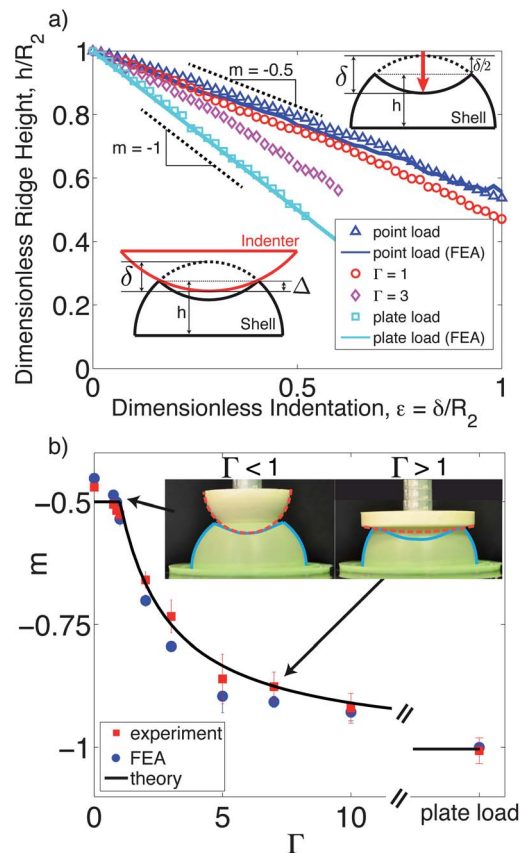 a)
Dimensionless Ridge Height, h/R₂
1
0.8
0.6
0.4
0.2
0
0
0.5
1
m = -0.5
m = -1
δ
δ/2
h
Shell
Indenter
δ
Δ
h
Shell
point load
point load (FEA)
Γ = 1
Γ = 3
plate load
plate load (FEA)
Dimensionless Indentation, ε = δ/R₂
b)
Γ < 1
Γ > 1
m
−0.5
−0.75
−1
experiment
FEA
theory
0
5
10
plate load
Γ